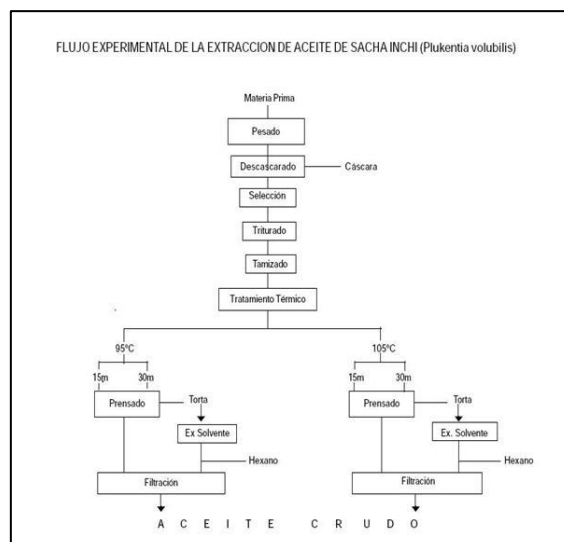 FLUJO EXPERIMENTAL DE LA EXTRACCION DE ACEITE DE SACHA INCHI (Plukentia volubilis)
Materia Prima
Pesado
Descascarado
Cáscara
Selección
Triturado
Tamizado
Tratamiento Térmico
95°C
105°C
15m 30m
15m 30m
Prensado
Torta
Prensado
Torta
Ex Solvente
Ex. Solvente
Hexano
Hexano
Filtración
Filtración
A C E I T E C R U D O